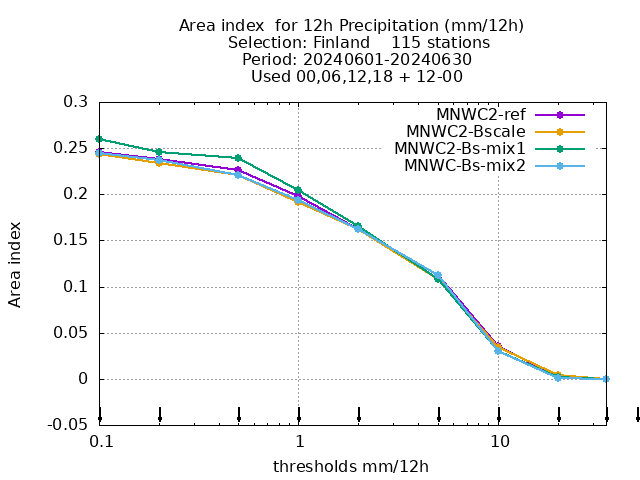 Area index  for 12h Precipitation (mm/12h)
Selection: Finland    115 stations
Period: 20240601-20240630
Used 00,06,12,18 + 12-00
MNWC2-ref
MNWC2-Bscale
MNWC2-Bs-mix1
MNWC-Bs-mix2
Area index
0.3
0.25
0.2
0.15
0.1
0.05
0
-0.05
0.1
1
10
thresholds mm/12h